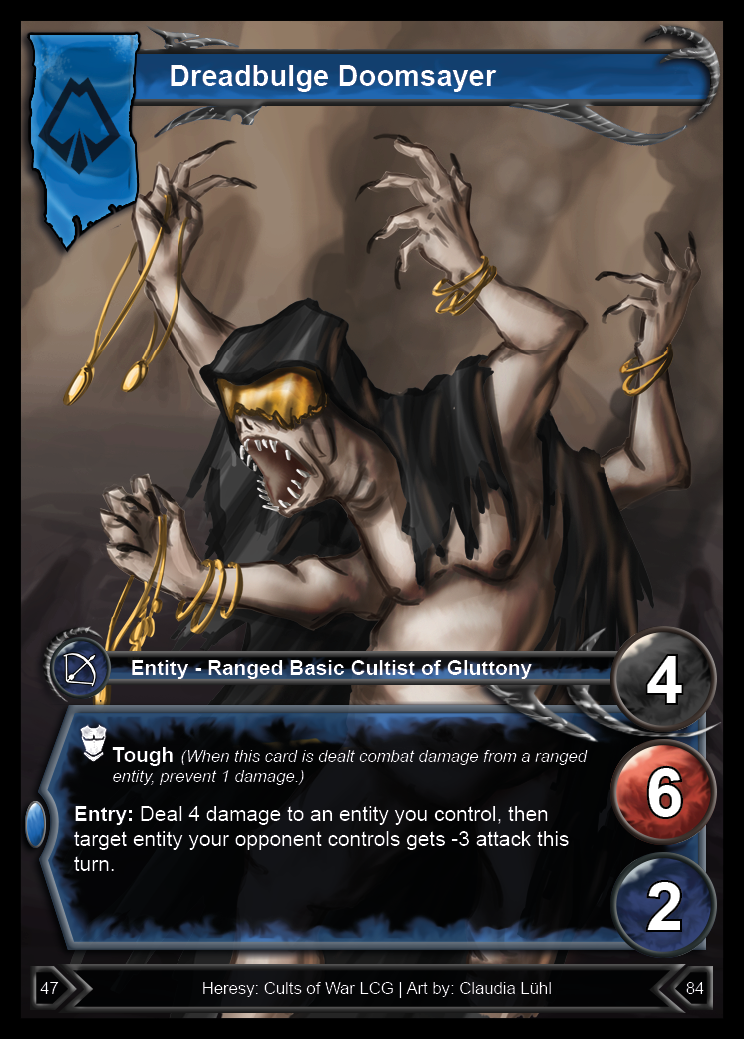 Dreadbulge Doomsayer
Entity - Ranged Basic Cultist of Gluttony
4
Tough (When this card is dealt combat damage from a ranged
entity, prevent 1 damage.)
6
Entry: Deal 4 damage to an entity you control, then
target entity your opponent controls gets -3 attack this
turn.
2
47
Heresy: Cults of War LCG | Art by: Claudia Lühl
84